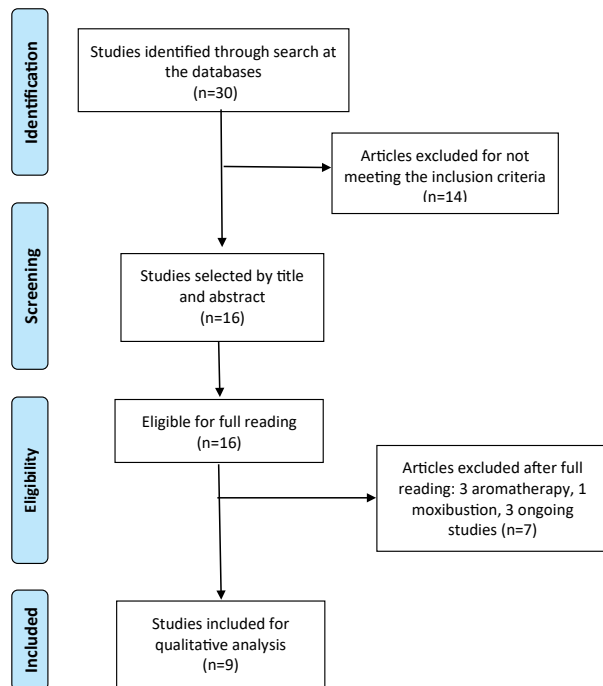 Identification
Studies identified through search at
the databases
(n=30)
Articles excluded for not
meeting the inclusion criteria
(n=14)
Screening
Studies selected by title
and abstract
(n=16)
Eligibility
Eligible for full reading
(n=16)
Articles excluded after full
reading: 3 aromatherapy, 1
moxibustion, 3 ongoing
studies (n=7)
Included
Studies included for
qualitative analysis
(n=9)